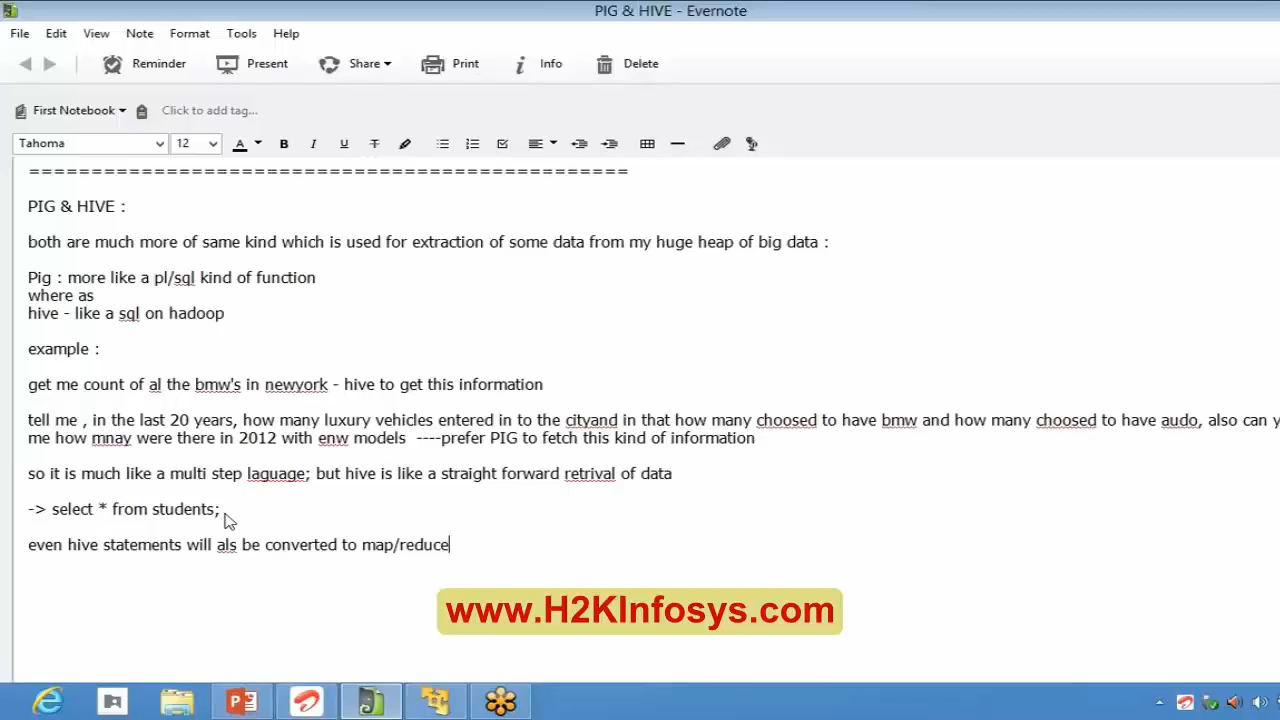 PIG & HIVE - Evernote
File Edit View Note Format Tools Help
Reminder Present Share Print Info Delete
First Notebook Click to add tag...
Tahoma 12 A B I U T
================================================
PIG & HIVE :
both are much more of same kind which is used for extraction of some data from my huge heap of big data :
Pig : more like a pl/sql kind of function
where as
hive - like a sql on hadoop
example :
get me count of al the bmw's in newyork - hive to get this information
tell me , in the last 20 years, how many luxury vehicles entered in to the cityand in that how many choosed to have bmw and how many choosed to have audo, also can
me how mnay were there in 2012 with enw models ----prefer PIG to fetch this kind of information
so it is much like a multi step laguage; but hive is like a straight forward retrival of data
-> select * from students;
even hive statements will als be converted to map/reduce
www.H2KInfosys.com